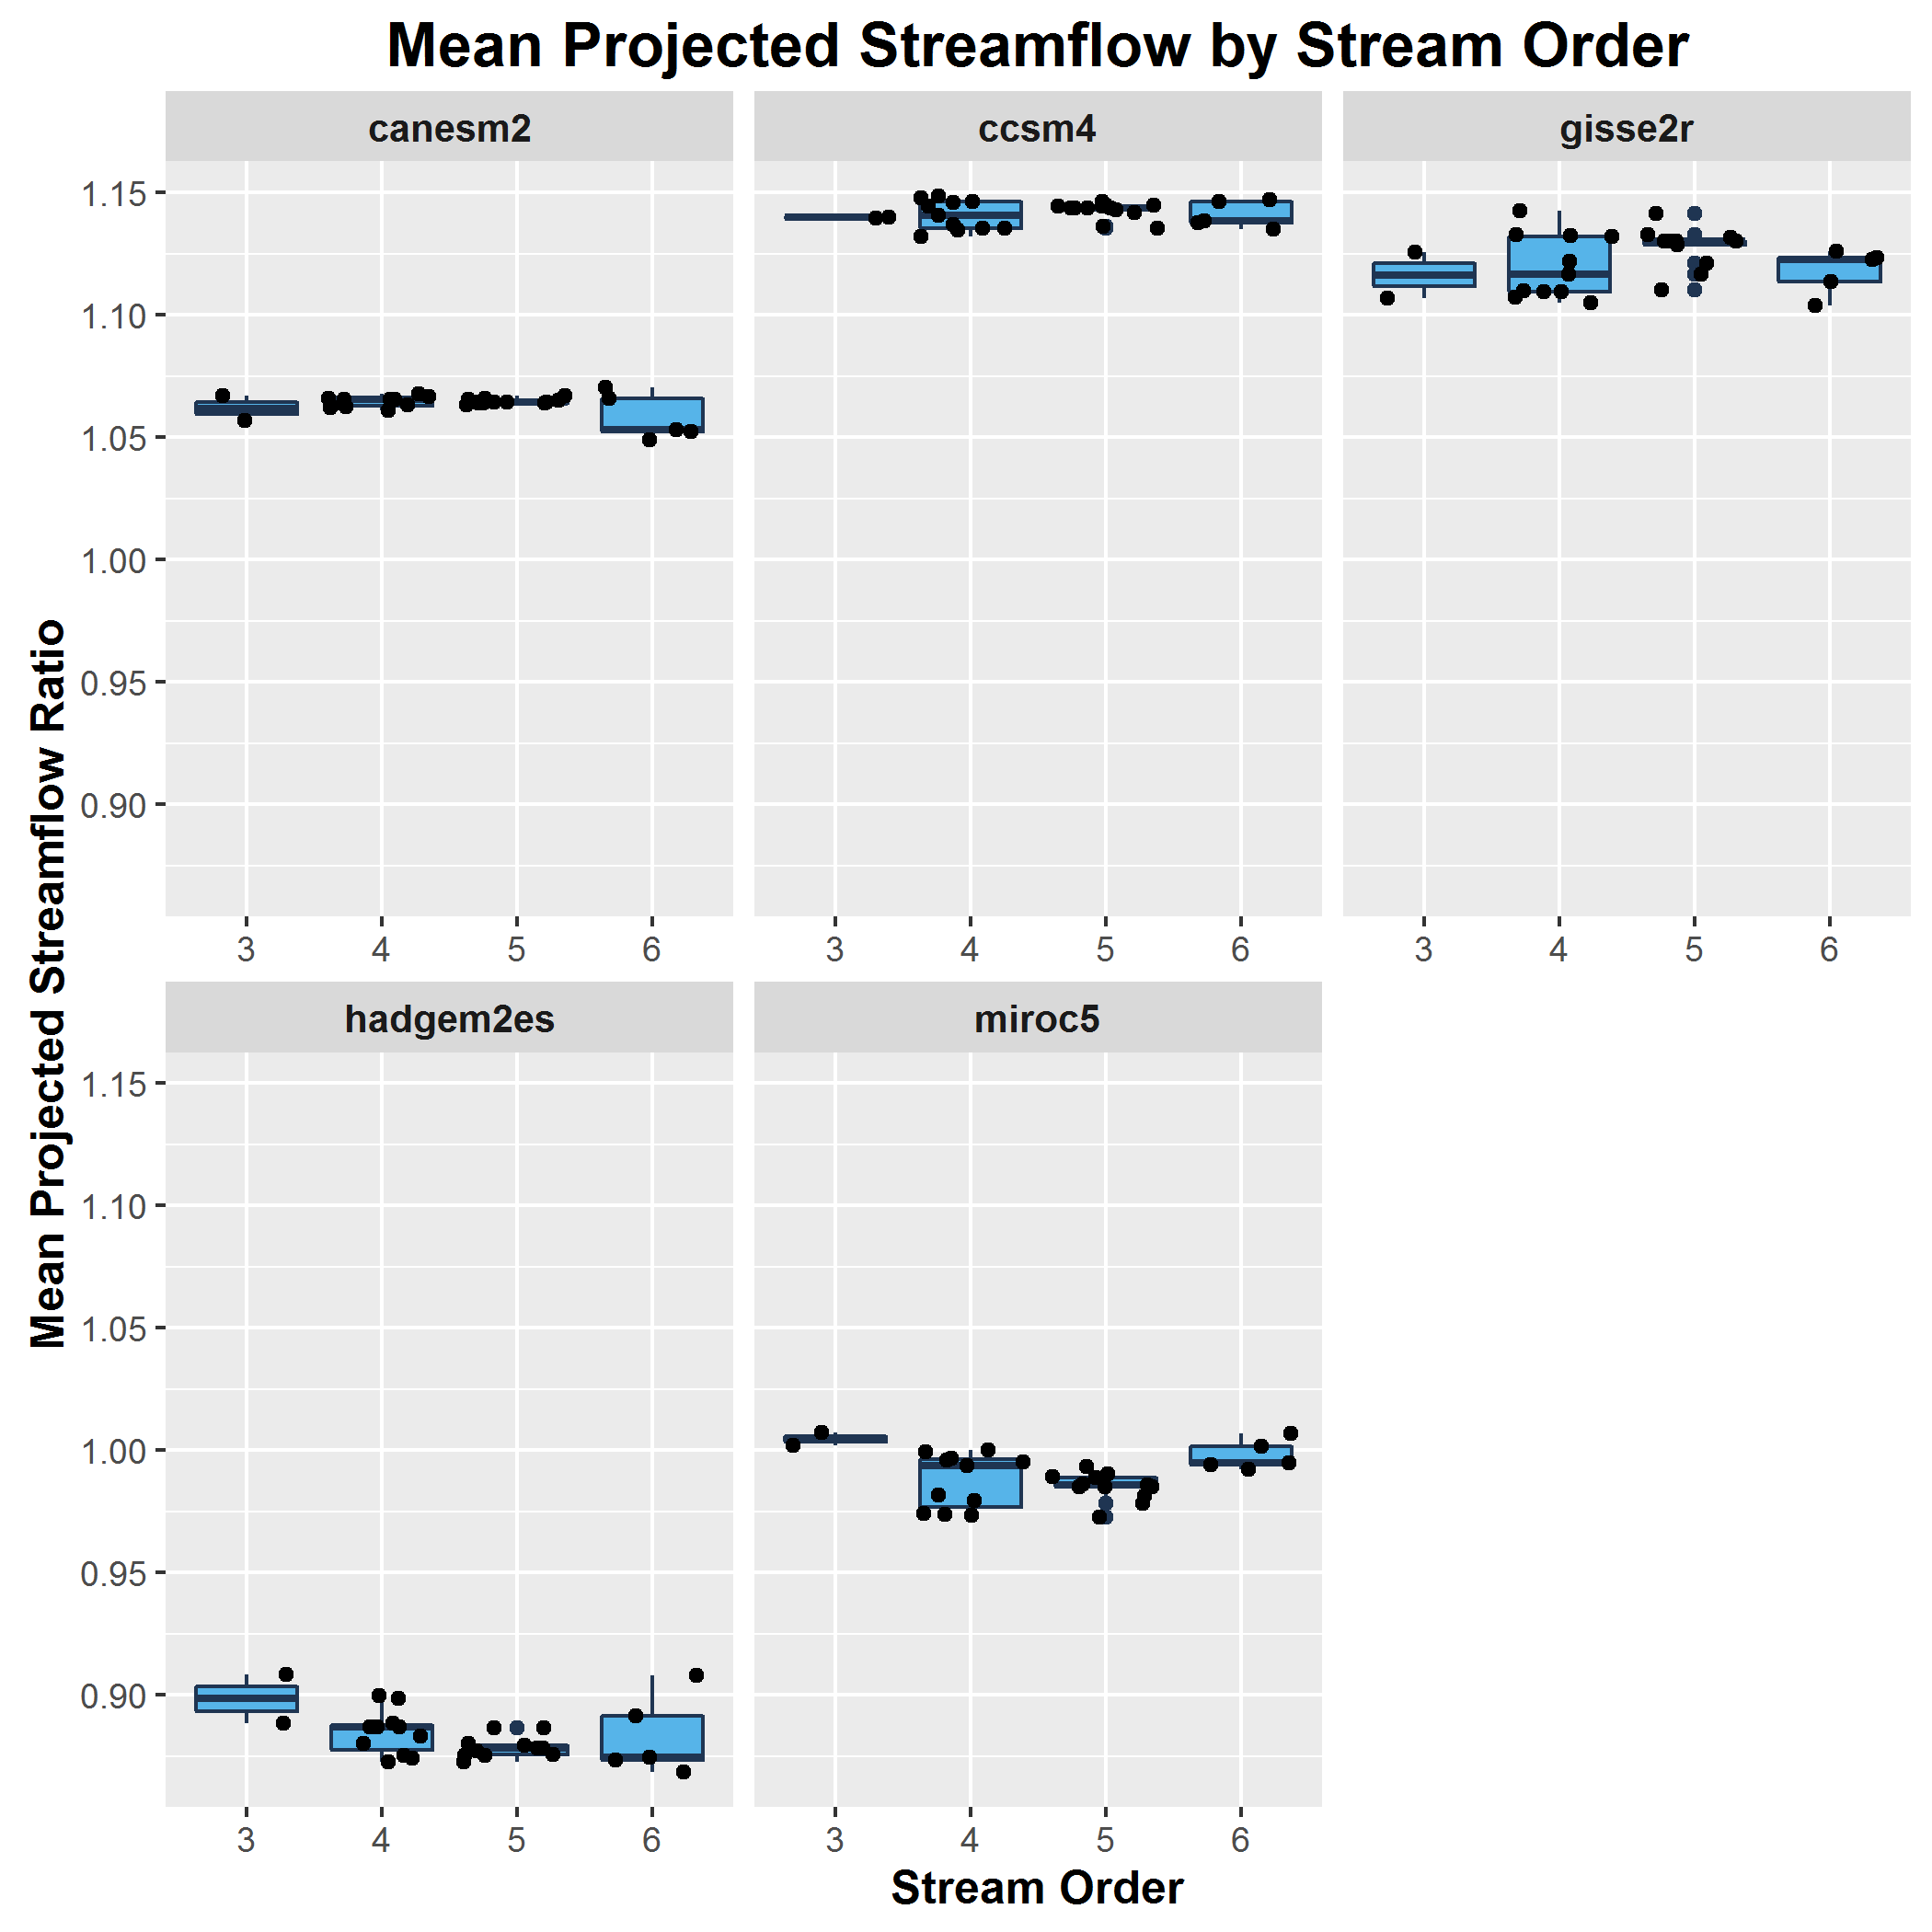 Mean Projected Streamflow by Stream Order
canesm2
ccsm4
gisse2r
1.15
1.10
1.05
1.00
0.95
0.90
3 4 5 6
3 4 5 6
3 4 5 6
Mean Projected Streamflow Ratio
hadgem2es
miroc5
1.15
1.10
1.05
1.00
0.95
0.90
3 4 5 6
3 4 5 6
Stream Order